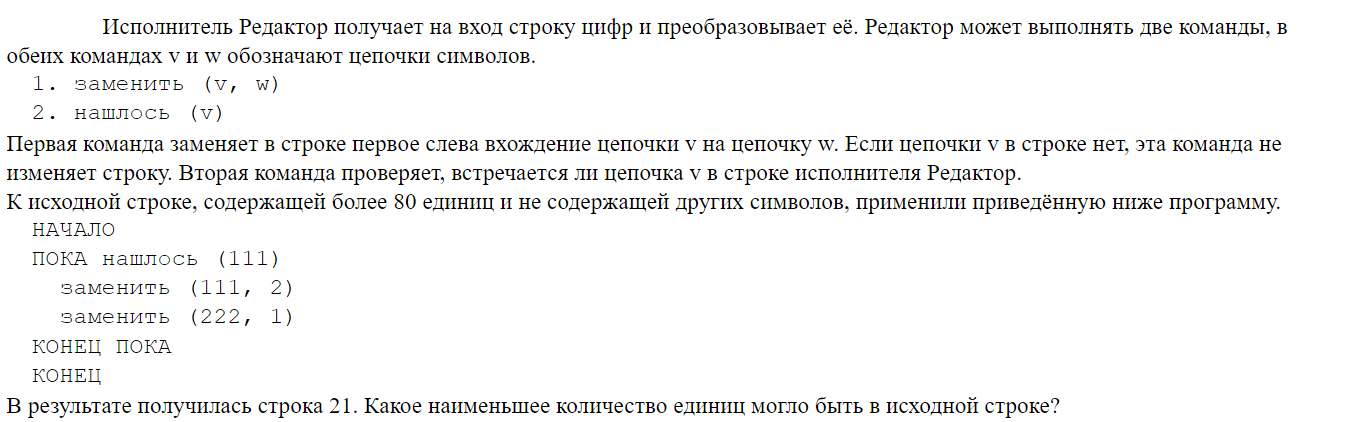 Исполнитель Редактор получает на вход строку цифр и преобразовывает её. Редактор может выполнять две команды, в
обеих командах v и w обозначают цепочки символов.
1. заменить (v, w)
2. нашлось (v)
Первая команда заменяет в строке первое слева вхождение цепочки v на цепочку w. Если цепочки v в строке нет, эта команда не
изменяет строку. Вторая команда проверяет, встречается ли цепочка v в строке исполнителя Редактор.
К исходной строке, содержащей более 80 единиц и не содержащей других символов, применили приведённую ниже программу.
НАЧАЛО
ПОКА нашлось (111)
заменить (111, 2)
заменить (222, 1)
КОНЕЦ ПОКА
КОНЕЦ
В результате получилась строка 21. Какое наименьшее количество единиц могло быть в исходной строке?